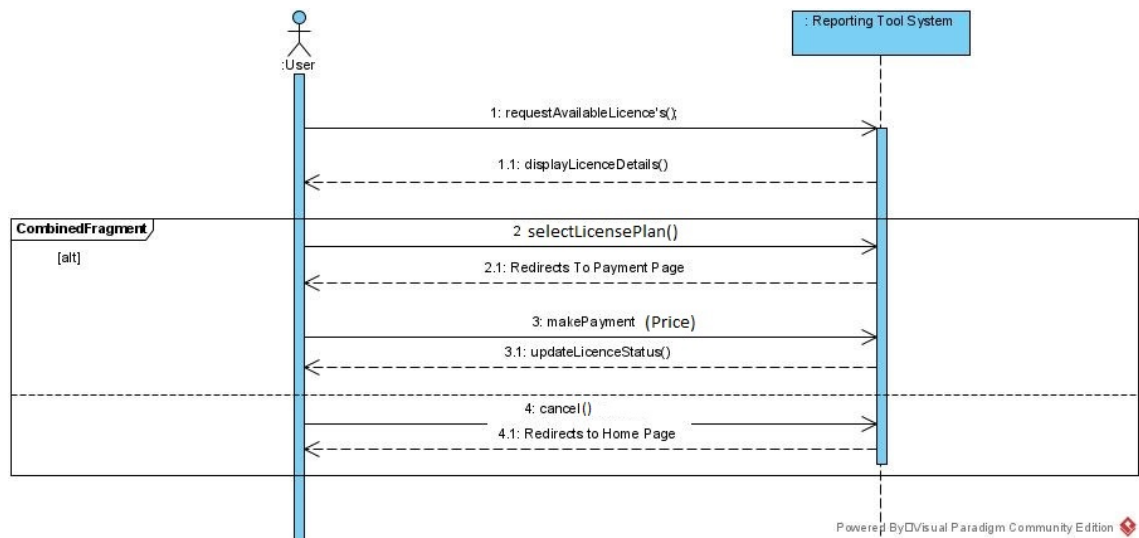 : Reporting Tool System
:User
1: requestAvailableLicence's();
1.1: displayLicenceDetails()
CombinedFragment
2 selectLicensePlan()
[alt]
2.1: Redirects To Payment Page
3: makePayment (Price)
3.1: updateLicenceStatus()
4: cancel()
4.1: Redirects to Home Page
Powered By□Visual Paradigm Community Edition